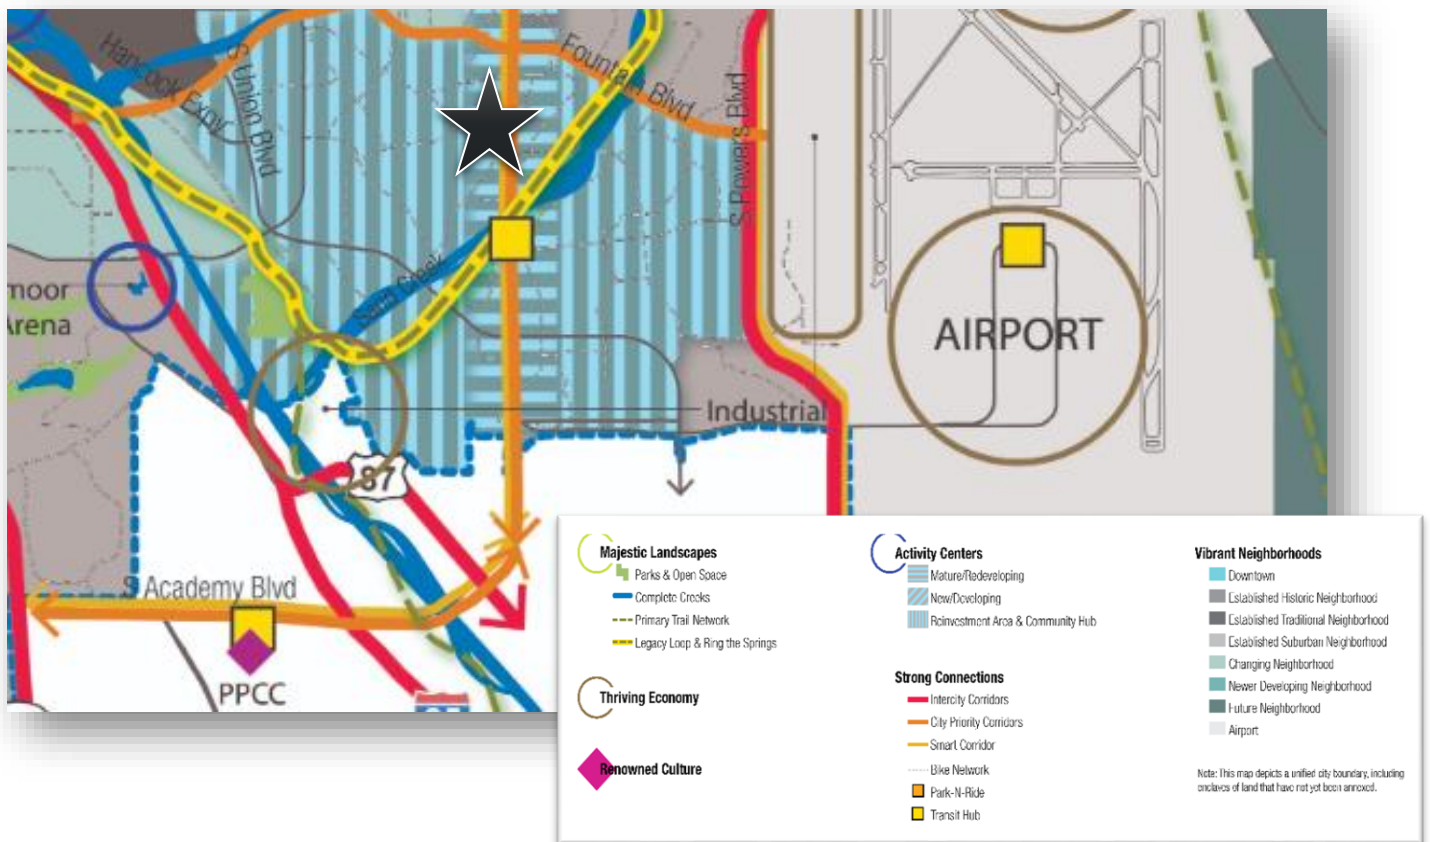 Hancock Expy
S Union Blvd
Fountain Blvd
S Powers Blvd
moor
Arena
Sand Creek
AIRPORT
Industrial
87
S Academy Blvd
PPCC
Majestic Landscapes
Parks & Open Space
Complete Creeks
Primary Trail Network
Legacy Loop & Ring the Springs
Thriving Economy
Renowned Culture
Activity Centers
Mature/Redeveloping
New/Developing
Reinvestment Area & Community Hub
Strong Connections
Intercity Corridors
City Priority Corridors
Smart Corridor
Bike Network
Park-N-Ride
Transit Hub
Vibrant Neighborhoods
Downtown
Established Historic Neighborhood
Established Traditional Neighborhood
Established Suburban Neighborhood
Changing Neighborhood
Newer Developing Neighborhood
Future Neighborhood
Airport
Note: This map depicts a unified city boundary, including
enclaves of land that have not yet been annexed.